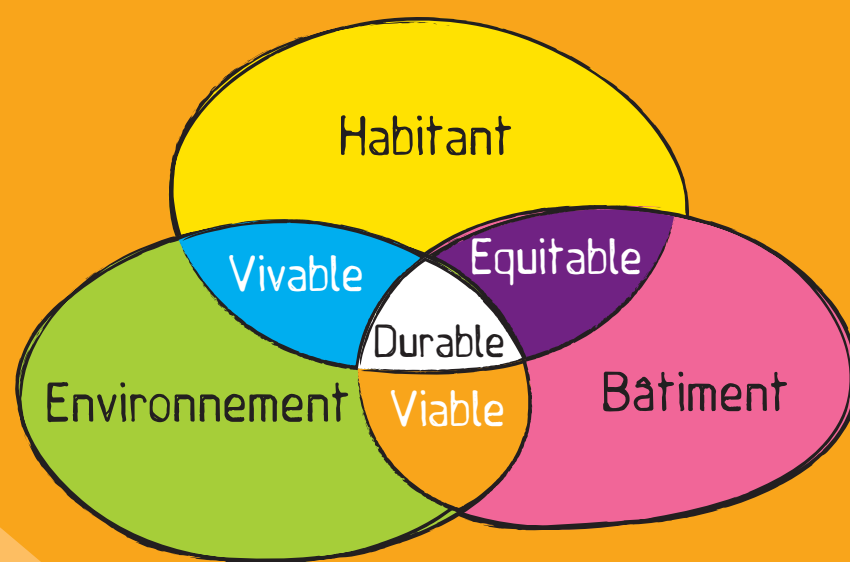 Habitant
Vivable
Equitable
Durable
Environnement
Viable
Bâtiment